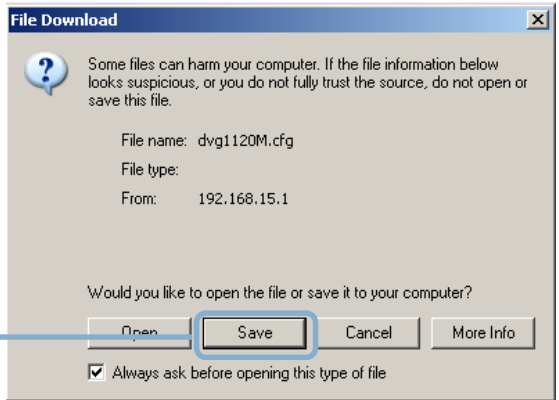 File Download
Some files can harm your computer. If the file information below
looks suspicious, or you do not fully trust the source, do not open or
save this file.
File name: dvg1120M.cfg
File type:
From: 192.168.15.1
Would you like to open the file or save it to your computer?
Open Save Cancel More Info
Always ask before opening this type of file